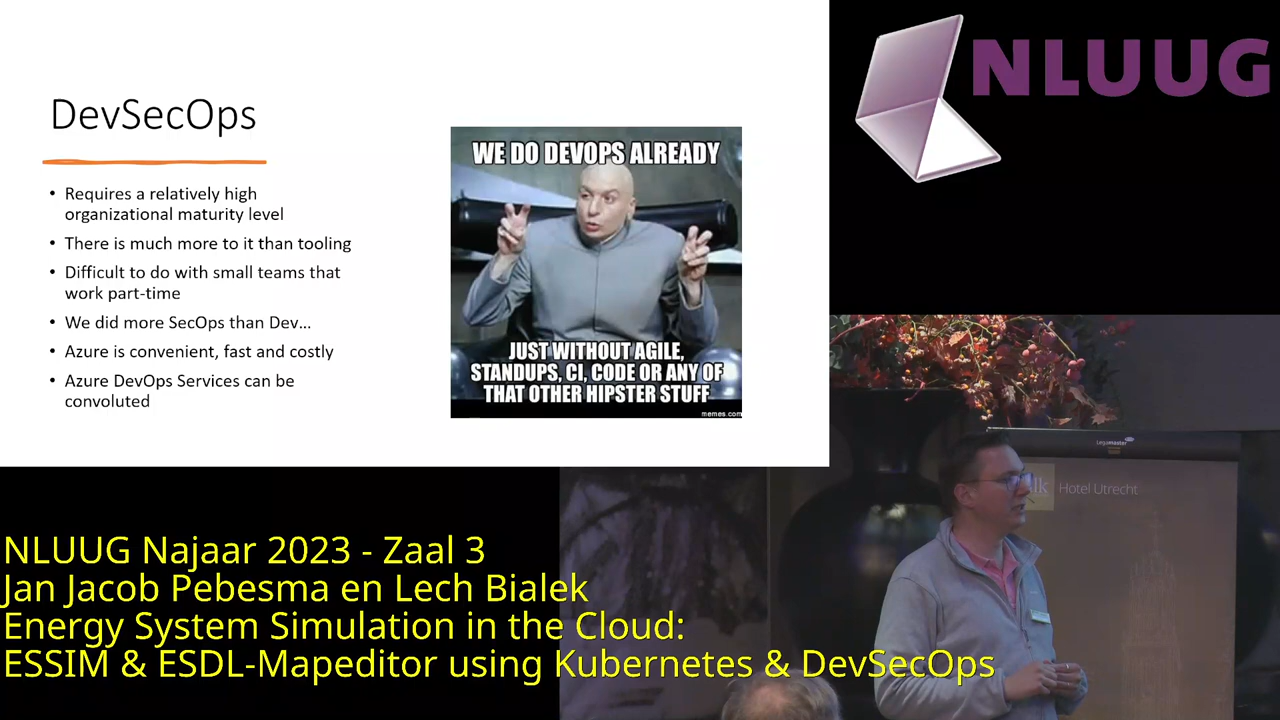 DevSecOps
• Requires a relatively high
organizational maturity level
• There is much more to it than tooling
• Difficult to do with small teams that
work part-time
• We did more SecOps than Dev...
• Azure is convenient, fast and costly
• Azure DevOps Services can be
convoluted
WE DO DEVOPS ALREADY
JUST WITHOUT AGILE,
STANDUPS, CI, CODE OR ANY OF
THAT OTHER HIPSTER STUFF
memes.com
NLUUG
Legamaster
lk Hotel Utrecht
NLUUG Najaar 2023 - Zaal 3
Jan Jacob Pebesma en Lech Bialek
Energy System Simulation in the Cloud:
ESSIM & ESDL-Mapeditor using Kubernetes & DevSecOps